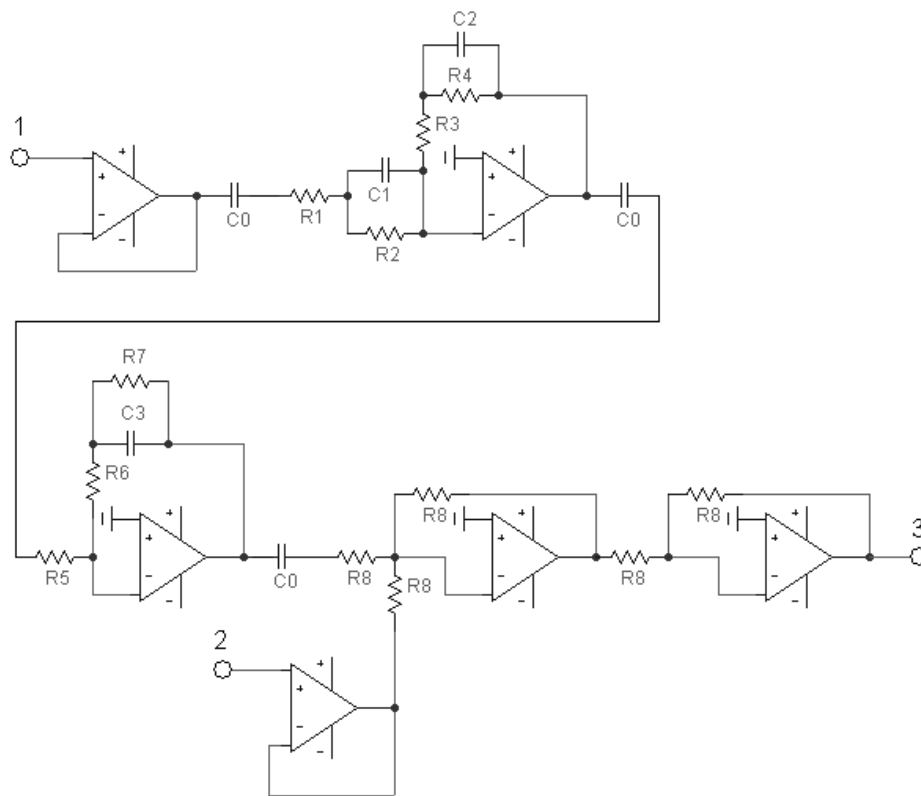 C2
R4
1
R3
+
+
+
+
C1
-
-
C0
R1
C0
-
R2
-
R7
C3
R6
R8
R8
3
+
+
+
+
+
+
R5
-
C0
R8
R8
-
R8
-
-
-
-
2
+
+
-
-